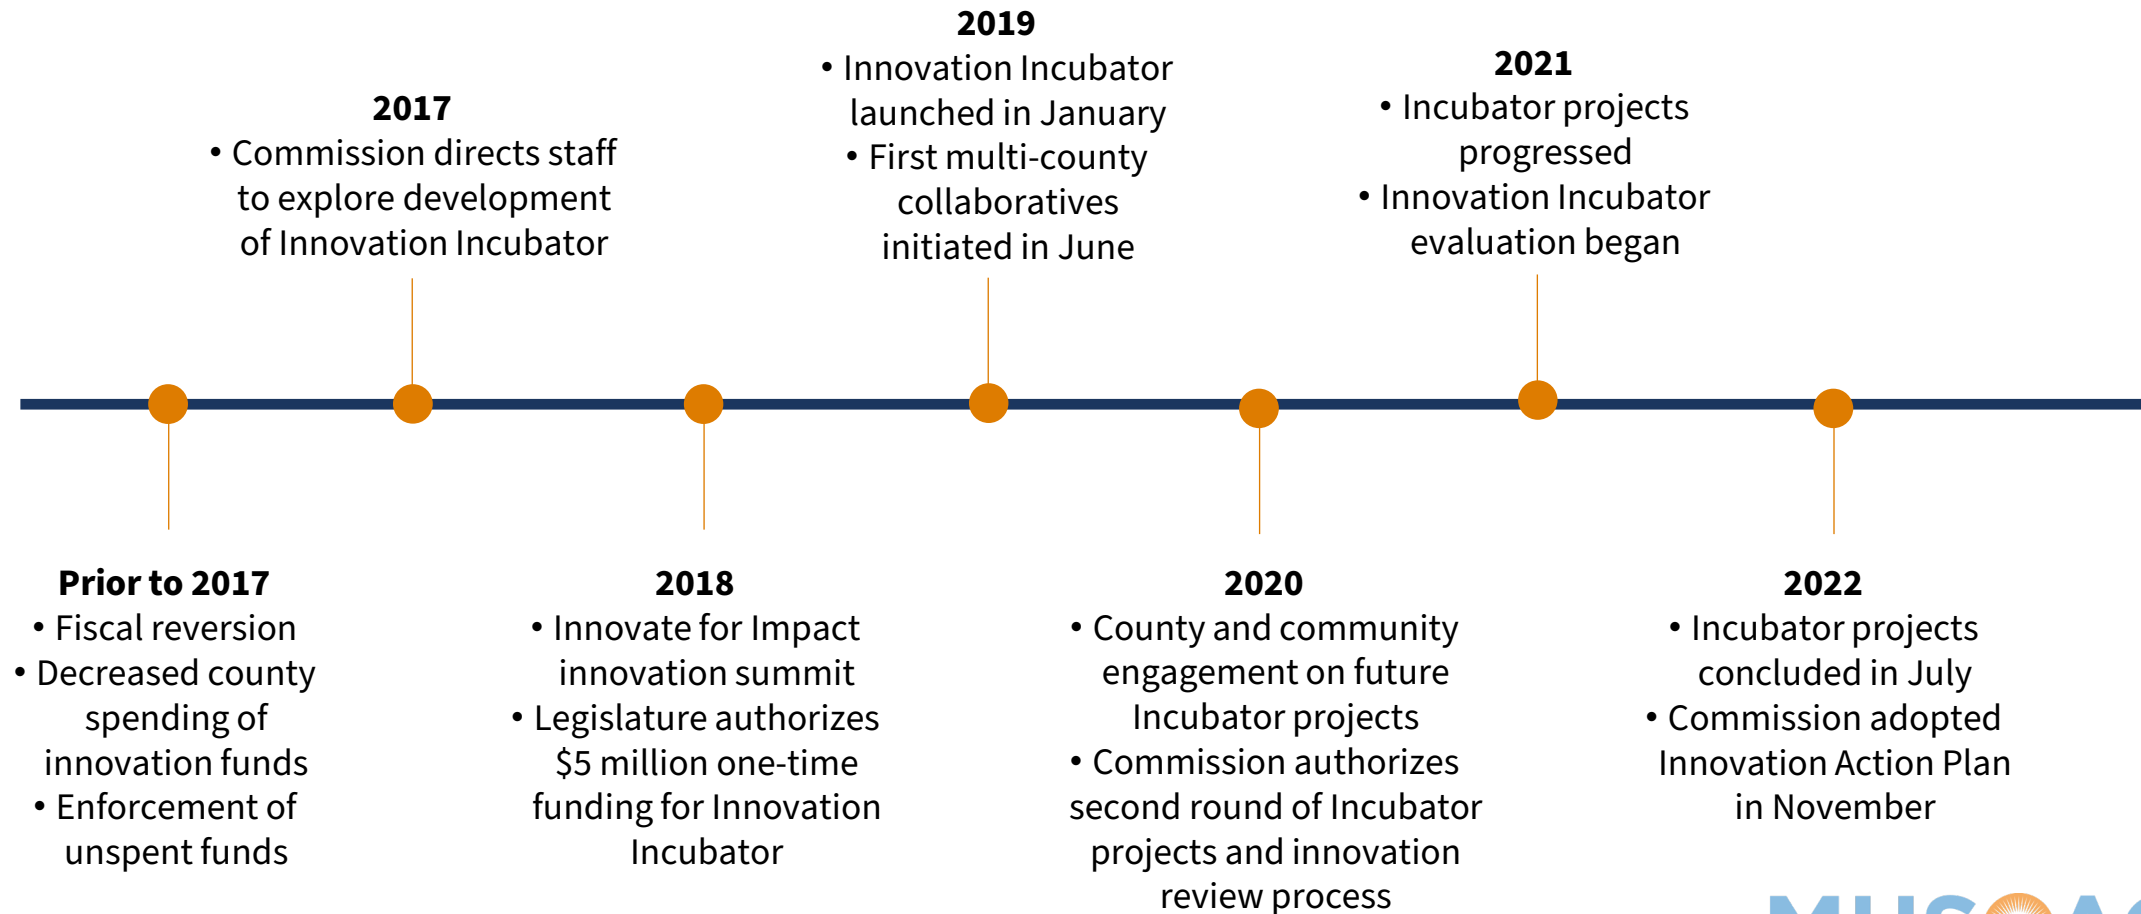 2019
• Innovation Incubator
launched in January
• First multi-county
collaboratives
initiated in June
2021
• Incubator projects
progressed
• Innovation Incubator
evaluation began
2017
• Commission directs staff
to explore development
of Innovation Incubator
Prior to 2017
• Fiscal reversion
• Decreased county
spending of
innovation funds
• Enforcement of
unspent funds
2018
• Innovate for Impact
innovation summit
• Legislature authorizes
$5 million one-time
funding for Innovation
Incubator
2020
• County and community
engagement on future
Incubator projects
• Commission authorizes
second round of Incubator
projects and innovation
review process
2022
• Incubator projects
concluded in July
• Commission adopted
Innovation Action Plan
in November